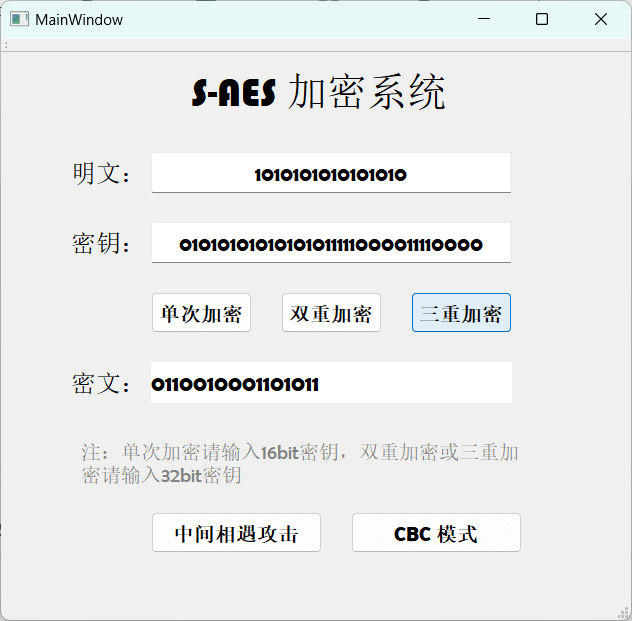 MainWindow
S-AES 加密系统
明文： 1010101010101010
密钥： 01010101010101011111000011110000
单次加密 双重加密 三重加密
密文： 0110010001101011
注：单次加密请输入16bit密钥，双重加密或三重加
密请输入32bit密钥
中间相遇攻击 CBC 模式